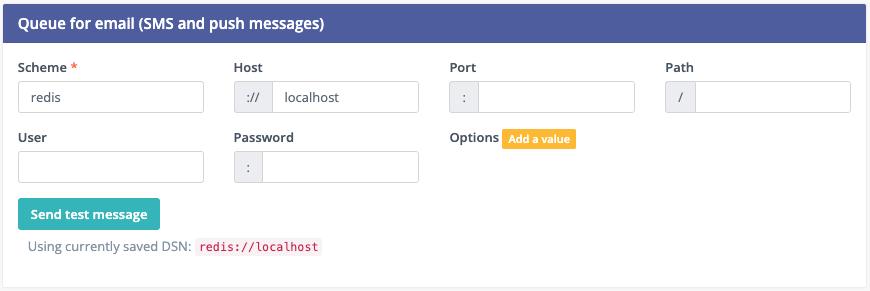 Queue for email (SMS and push messages)
Scheme * Host Port Path
redis :// localhost : /
User Password Options Add a value
:
Send test message
Using currently saved DSN: redis://localhost